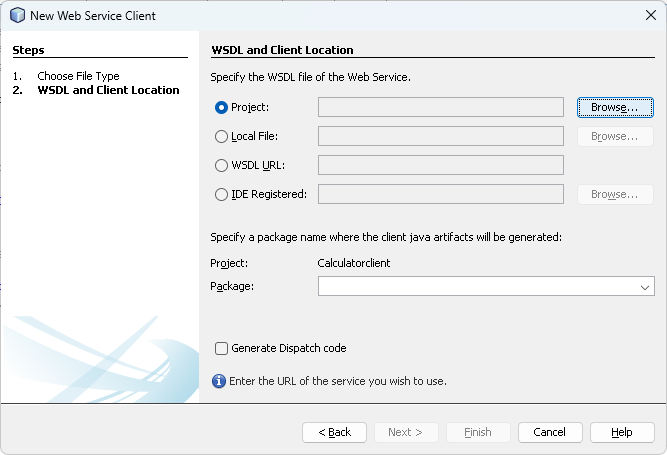 New Web Service Client
Steps
1. Choose File Type
2. WSDL and Client Location
WSDL and Client Location
Specify the WSDL file of the Web Service.
Project:
Browse...
Local File:
Browse...
WSDL URL:
IDE Registered:
Browse...
Specify a package name where the client java artifacts will be generated:
Project: Calculatorclient
Package:
Generate Dispatch code
Enter the URL of the service you wish to use.
< Back
Next >
Finish
Cancel
Help